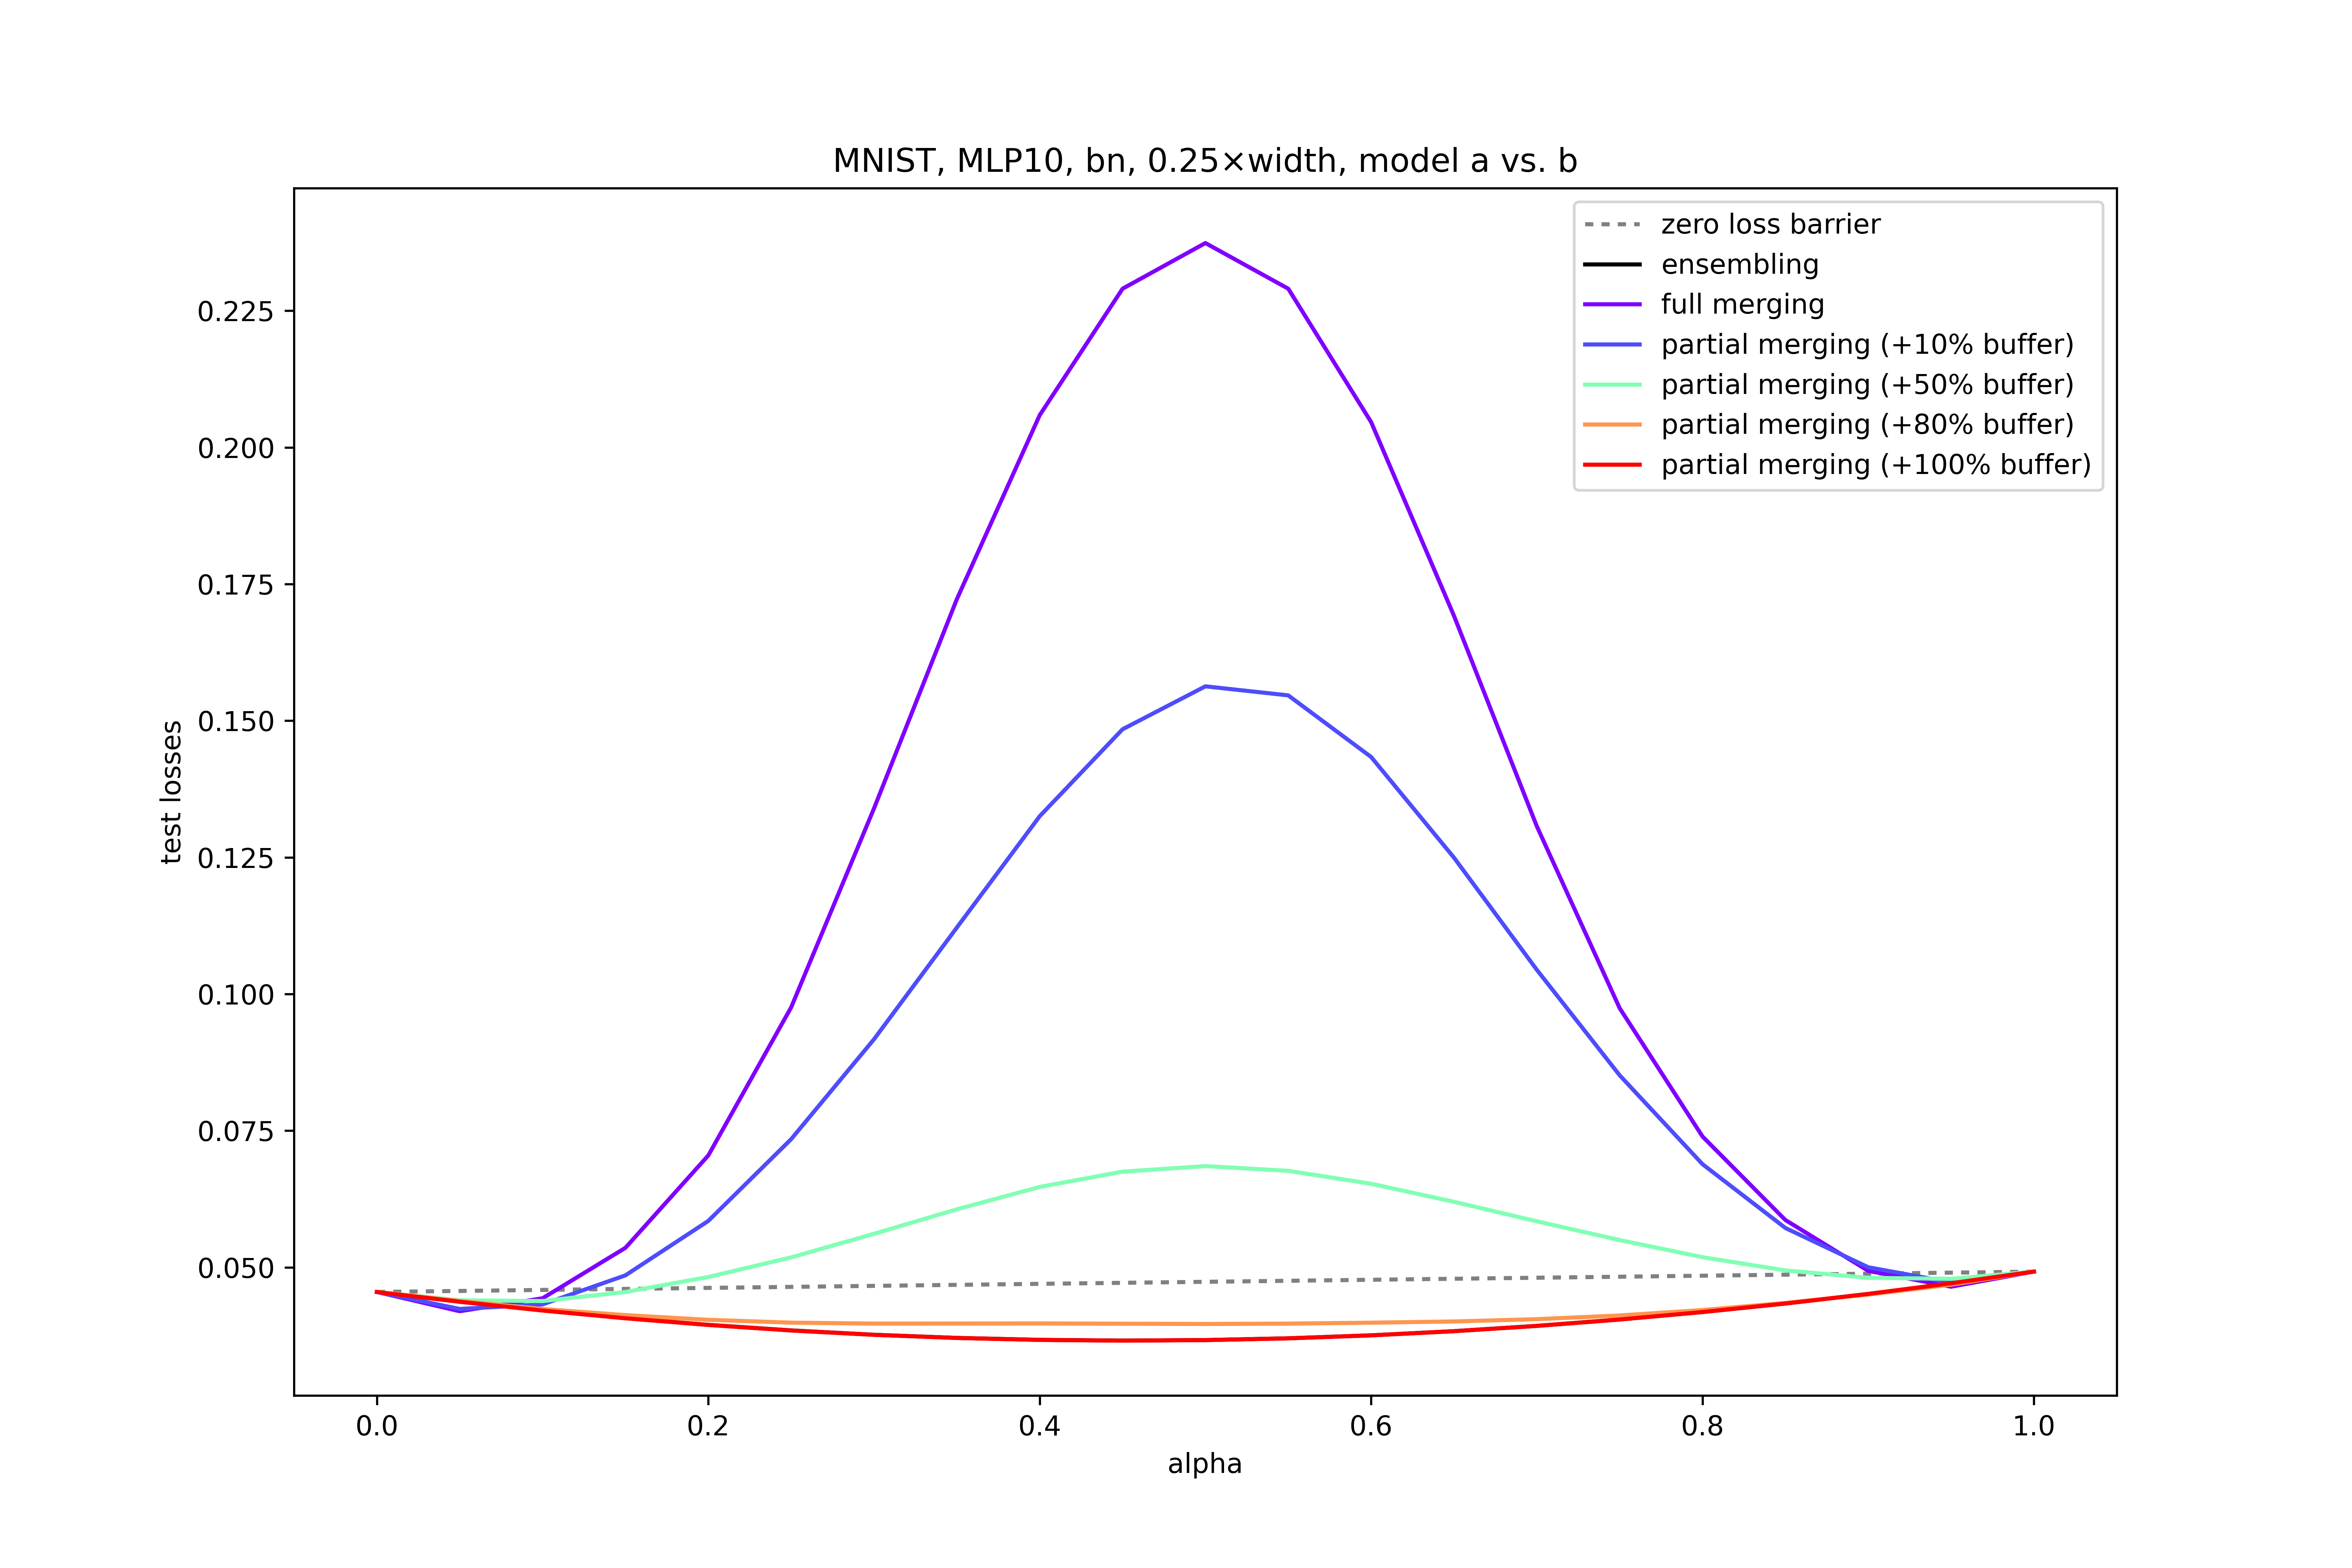 MNIST, MLP10, bn, 0.25×width, model a vs. b
zero loss barrier
ensembling
full merging
partial merging (+10% buffer)
partial merging (+50% buffer)
partial merging (+80% buffer)
partial merging (+100% buffer)
test losses
0.225
0.200
0.175
0.150
0.125
0.100
0.075
0.050
0.0 0.2 0.4 0.6 0.8 1.0
alpha